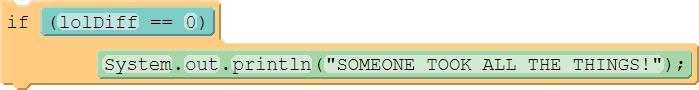 if (lolDiff == 0)
System.out.println("SOMEONE TOOK ALL THE THINGS!");